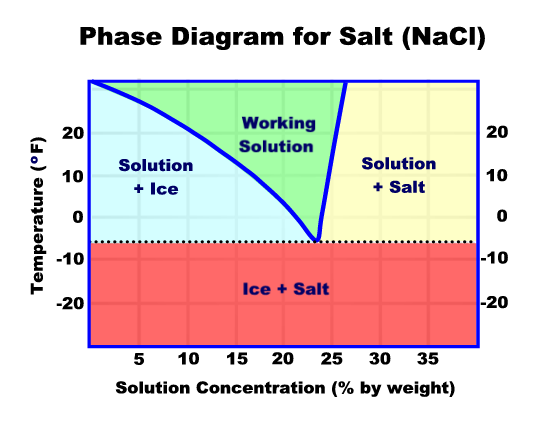 Phase Diagram for Salt (NaCl)
Working
Solution
Solution
+ Ice
Solution
+ Salt
Ice + Salt
Temperature (°F)
20
10
0
-10
-20
20
10
0
-10
-20
5 10 15 20 25 30 35
Solution Concentration (% by weight)